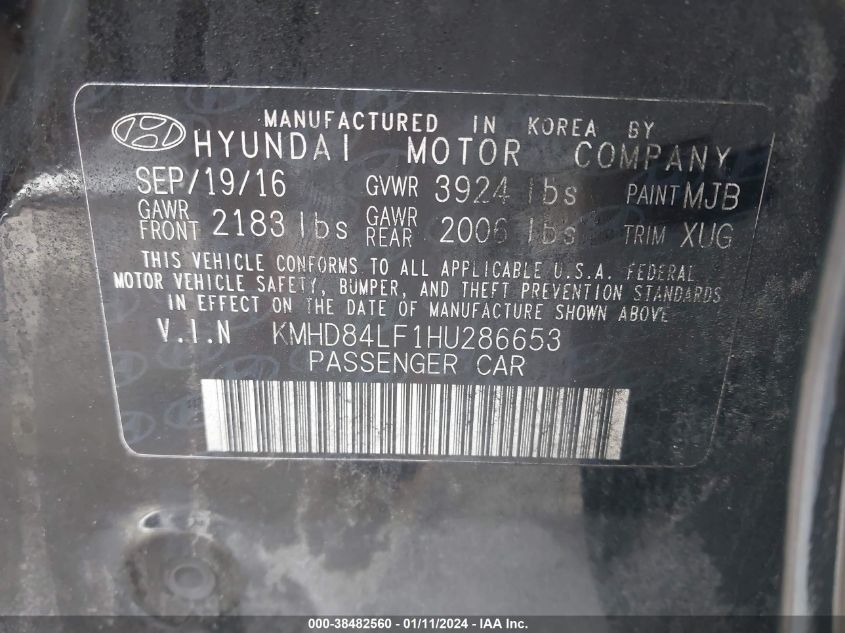 MANUFACTURED IN KOREA BY
HYUNDAI MOTOR COMPANY
SEP/19/16 GVWR 3924 lbs PAINT MJB
GAWR FRONT 2183 lbs GAWR REAR 2006 lbs TRIM XUG
THIS VEHICLE CONFORMS TO ALL APPLICABLE U.S.A. FEDERAL
MOTOR VEHICLE SAFETY, BUMPER, AND THEFT PREVENTION STANDARDS
IN EFFECT ON THE DATE OF MANUFACTURE SHOWN ABOVE
V.I.N KMHD84LF1HU286653
PASSENGER CAR
000-38482560 - 01/11/2024 - IAA, Inc.